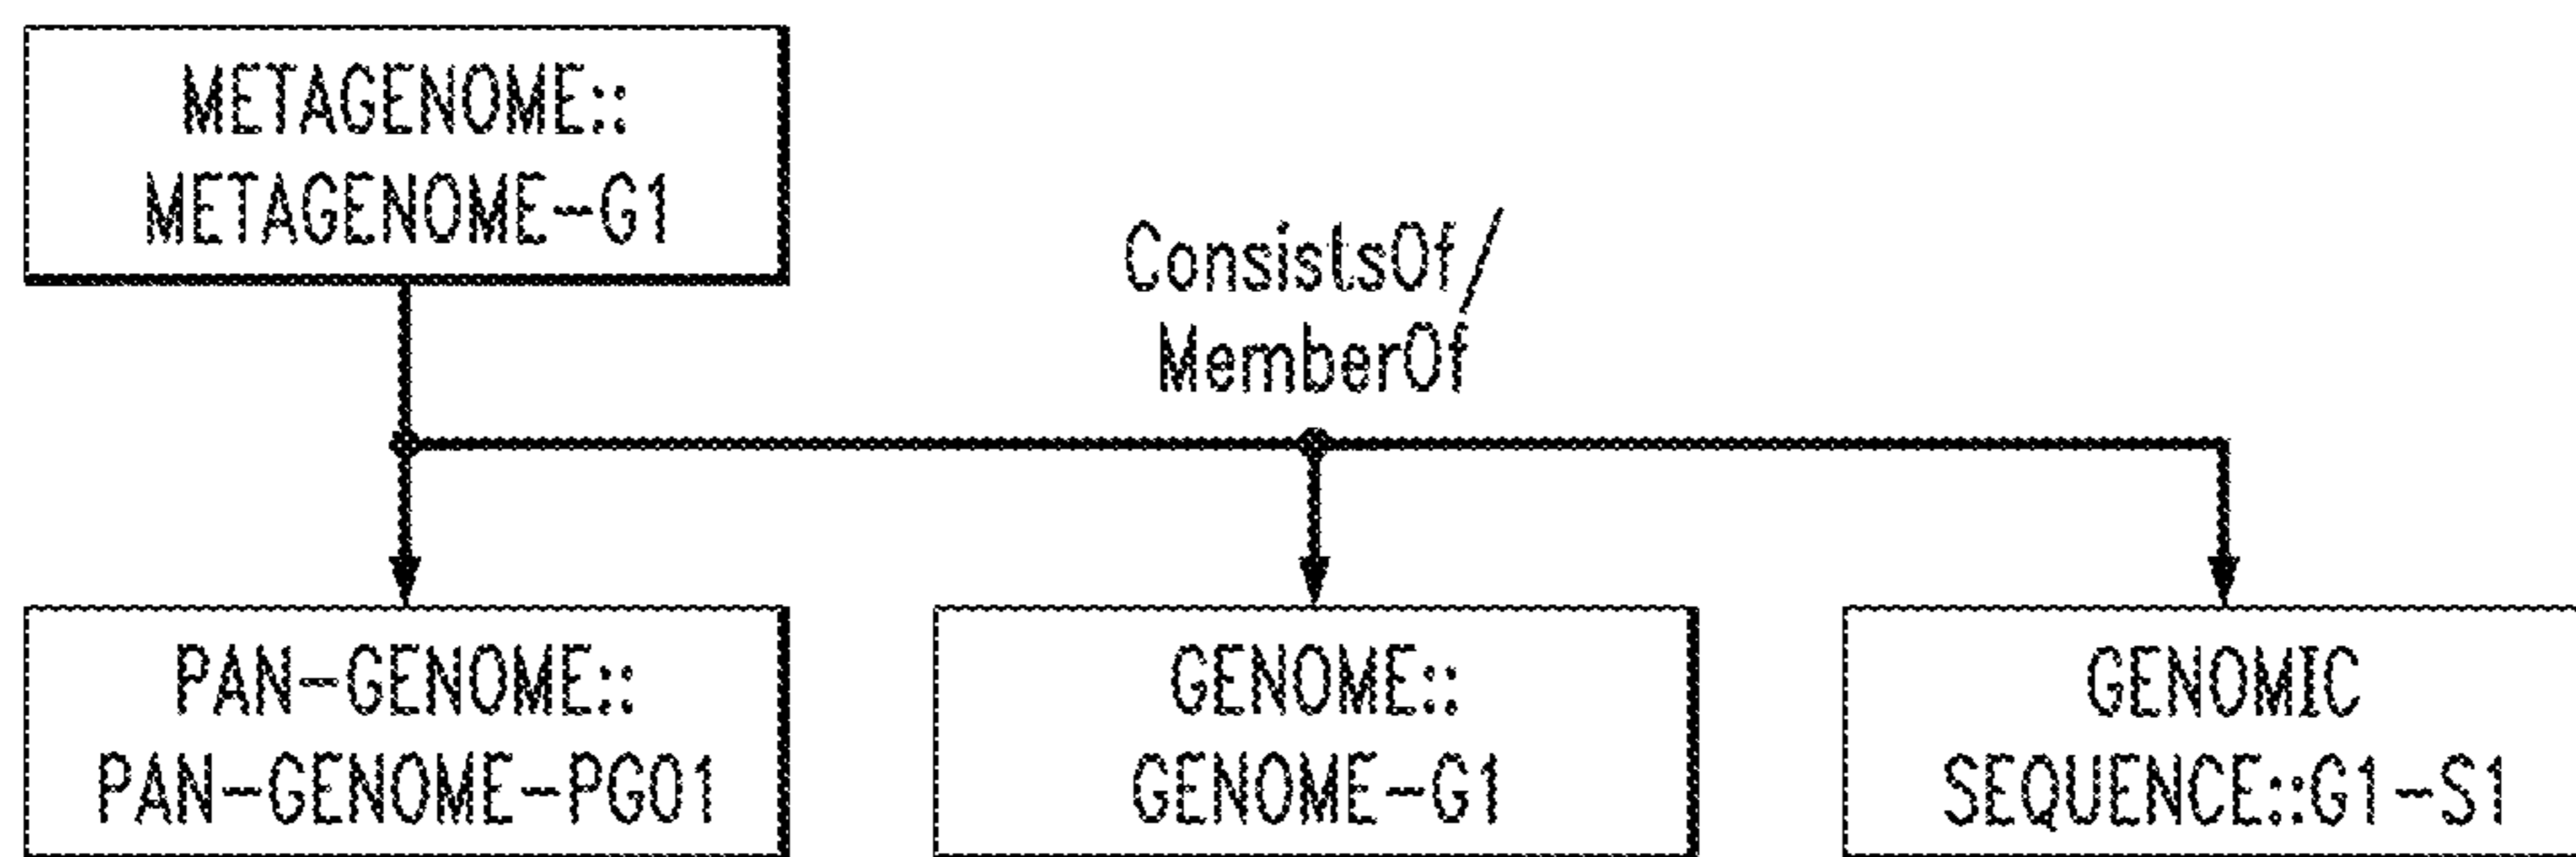 METAGENOME::
METAGENOME-G1
ConsistsOf/
MemberOf
PAN-GENOME::
PAN-GENOME-PG01
GENOME::
GENOME-G1
GENOMIC
SEQUENCE::G1-S1